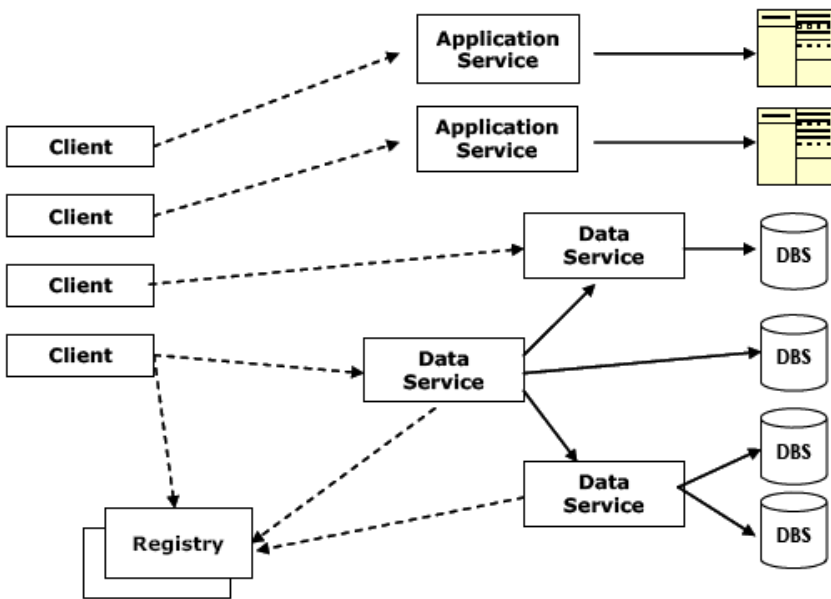 Application
Service
Application
Service
Client
Client
Client
Client
Data
Service
DBS
Data
Service
DBS
DBS
Data
Service
DBS
Registry